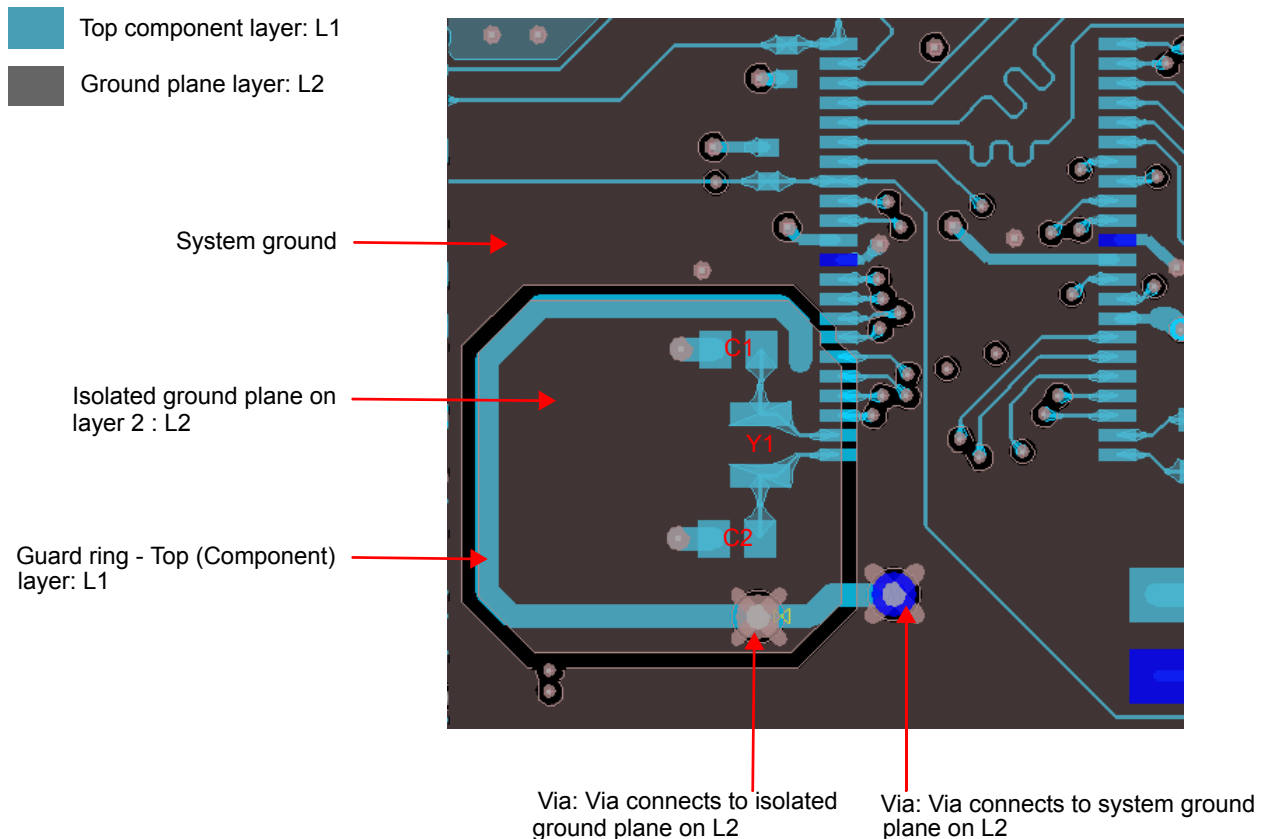 Top component layer: L1
Ground plane layer: L2
System ground
C1
Isolated ground plane on
layer 2 : L2
Y1
C2
Guard ring - Top (Component)
layer: L1
Via: Via connects to isolated
ground plane on L2
Via: Via connects to system ground
plane on L2